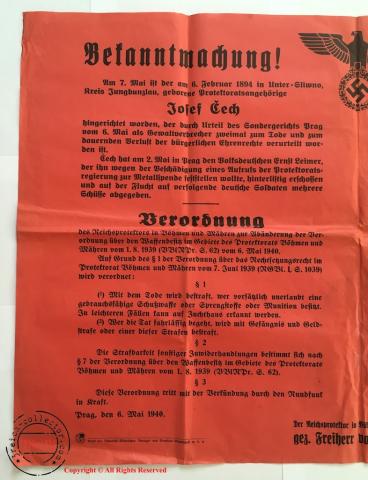 Bekanntmachung!
Am 7. Mai ist der am 6. Februar 1894 in Unter-Sliwno,
Kreis Jungbunzlau, geborene Protektoratsangehörige
Josef Čech
hingerichtet worden, der durch Urteil des Sondergerichts Prag
vom 6. Mai als Gewaltverbrecher zweimal zum Tode und zum
dauernden Verlust der bürgerlichen Ehrenrechte verurteilt wor-
den ist.
Čech hat am 2. Mai in Prag den Volksdeutschen Ernst Leimer,
der ihn wegen der Beschädigung eines Aufrufs der Protektorats-
regierung zur Metallspende feststellen wollte, hinterlistig erschossen
und auf der Flucht auf verfolgende deutsche Soldaten mehrere
Schüsse abgegeben.
Verordnung
des Reichsprotektors in Böhmen und Mähren zur Abänderung der Ver-
ordnung über den Waffenbesitz im Gebiete des Protektorats Böhmen und
Mähren vom 1. 8. 1939 (VBlRPr. S. 62) vom 6. Mai 1940.
Auf Grund des § 1 der Verordnung über das Rechtsetzungsrecht im
Protektorat Böhmen und Mähren vom 7. Juni 1939 (RGBl. I. S. 1039)
wird verordnet:
§ 1
(¹) Mit dem Tode wird bestraft, wer vorsätzlich unerlaubt eine
gebrauchsfähige Schußwaffe oder Sprengstoffe oder Munition besitzt.
In leichteren Fällen kann auf Zuchthaus erkannt werden.
(²) Wer die Tat fahrlässig begeht, wird mit Gefängnis und Geld-
strafe oder einer dieser Strafen bestraft.
§ 2
Die Strafbarkeit sonstiger Zuwiderhandlungen bestimmt sich nach
§ 7 der Verordnung über den Waffenbesitz im Gebiete des Protektorats
Böhmen und Mähren vom 1. 8. 1939 (VBlRPr. S. 62).
§ 3
Diese Verordnung tritt mit der Verkündung durch den Rundfunk
in Kraft.
Prag, den 6. Mai 1940.
Der Reichsprotektor in Bö
gez. Freiherr vo
Copyright © All Rights Reserved